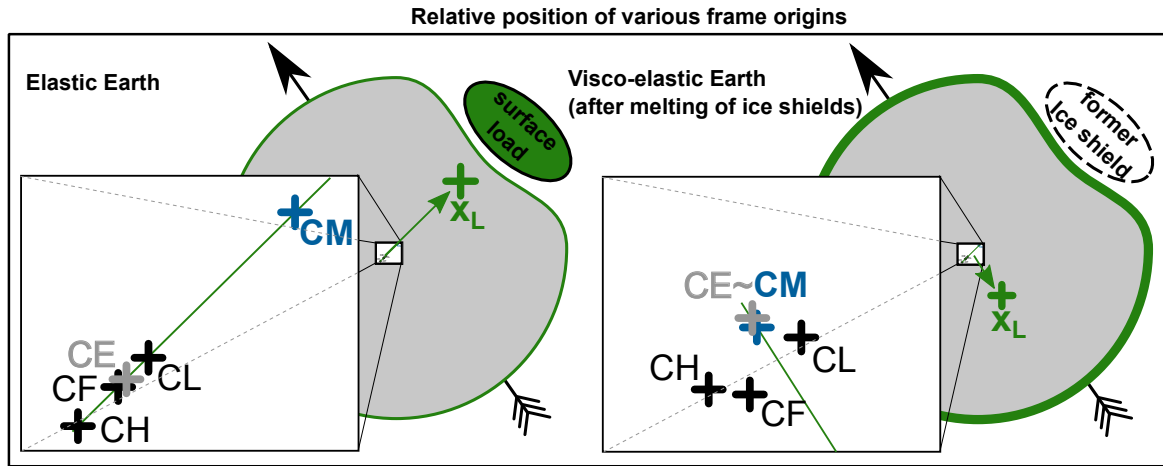 Relative position of various frame origins
Elastic Earth
surface
load
x_L
CM
CE
CL
CF
CH
Visco-elastic Earth
(after melting of ice shields)
former
Ice shield
x_L
CE~CM
CL
CH
CF